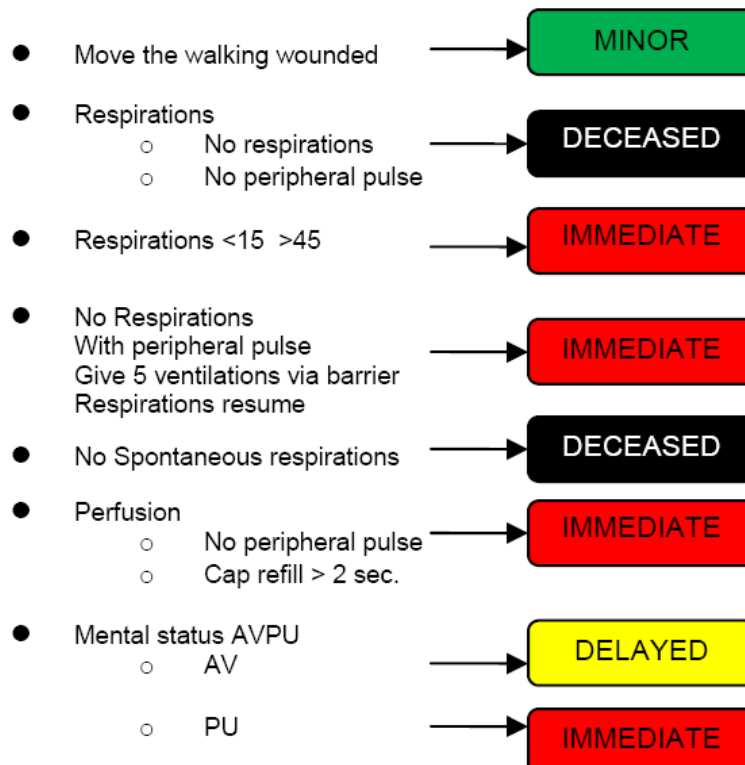 ● Move the walking wounded MINOR
● Respirations
o No respirations DECEASED
o No peripheral pulse
● Respirations <15 >45 IMMEDIATE
● No Respirations
With peripheral pulse IMMEDIATE
Give 5 ventilations via barrier
Respirations resume
● No Spontaneous respirations DECEASED
● Perfusion
o No peripheral pulse IMMEDIATE
o Cap refill > 2 sec.
● Mental status AVPU
o AV DELAYED
o PU IMMEDIATE